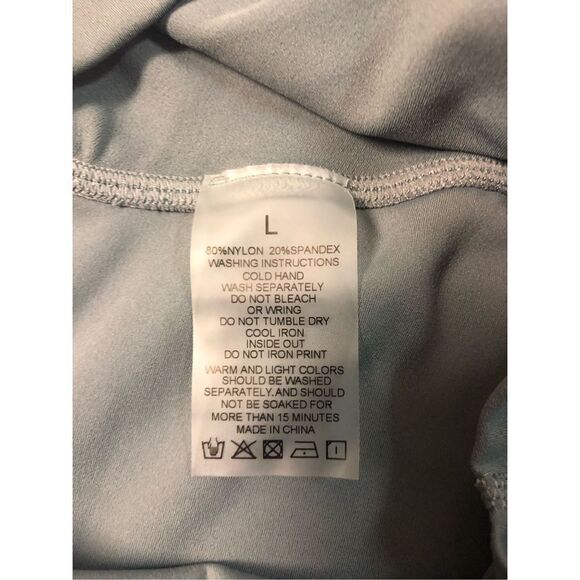 L
80%NYLON 20%SPANDEX
WASHING INSTRUCTIONS
COLD HAND
WASH SEPARATELY
DO NOT BLEACH
OR WRING
DO NOT TUMBLE DRY
COOL IRON
INSIDE OUT
DO NOT IRON PRINT
WARM AND LIGHT COLORS
SHOULD BE WASHED
SEPARATELY.AND SHOULD
NOT BE SOAKED FOR
MORE THAN 15 MINUTES
MADE IN CHINA